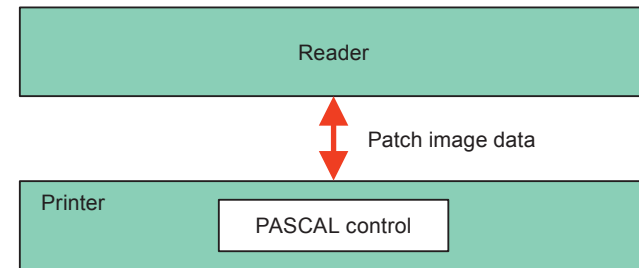 Reader
Patch image data
Printer
PASCAL control